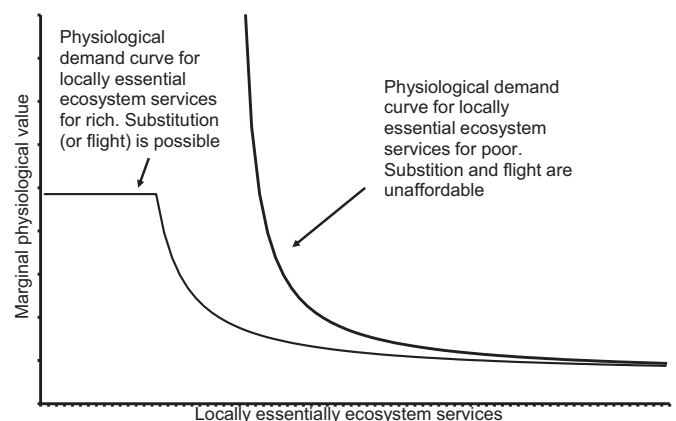 Physiological
demand curve for
locally essential
ecosystem services
for rich. Substitution
(or flight) is possible
Physiological demand
curve for locally
essential ecosystem
services for poor.
Substition and flight are
unaffordable
Marginal physiological value
Locally essentially ecosystem services